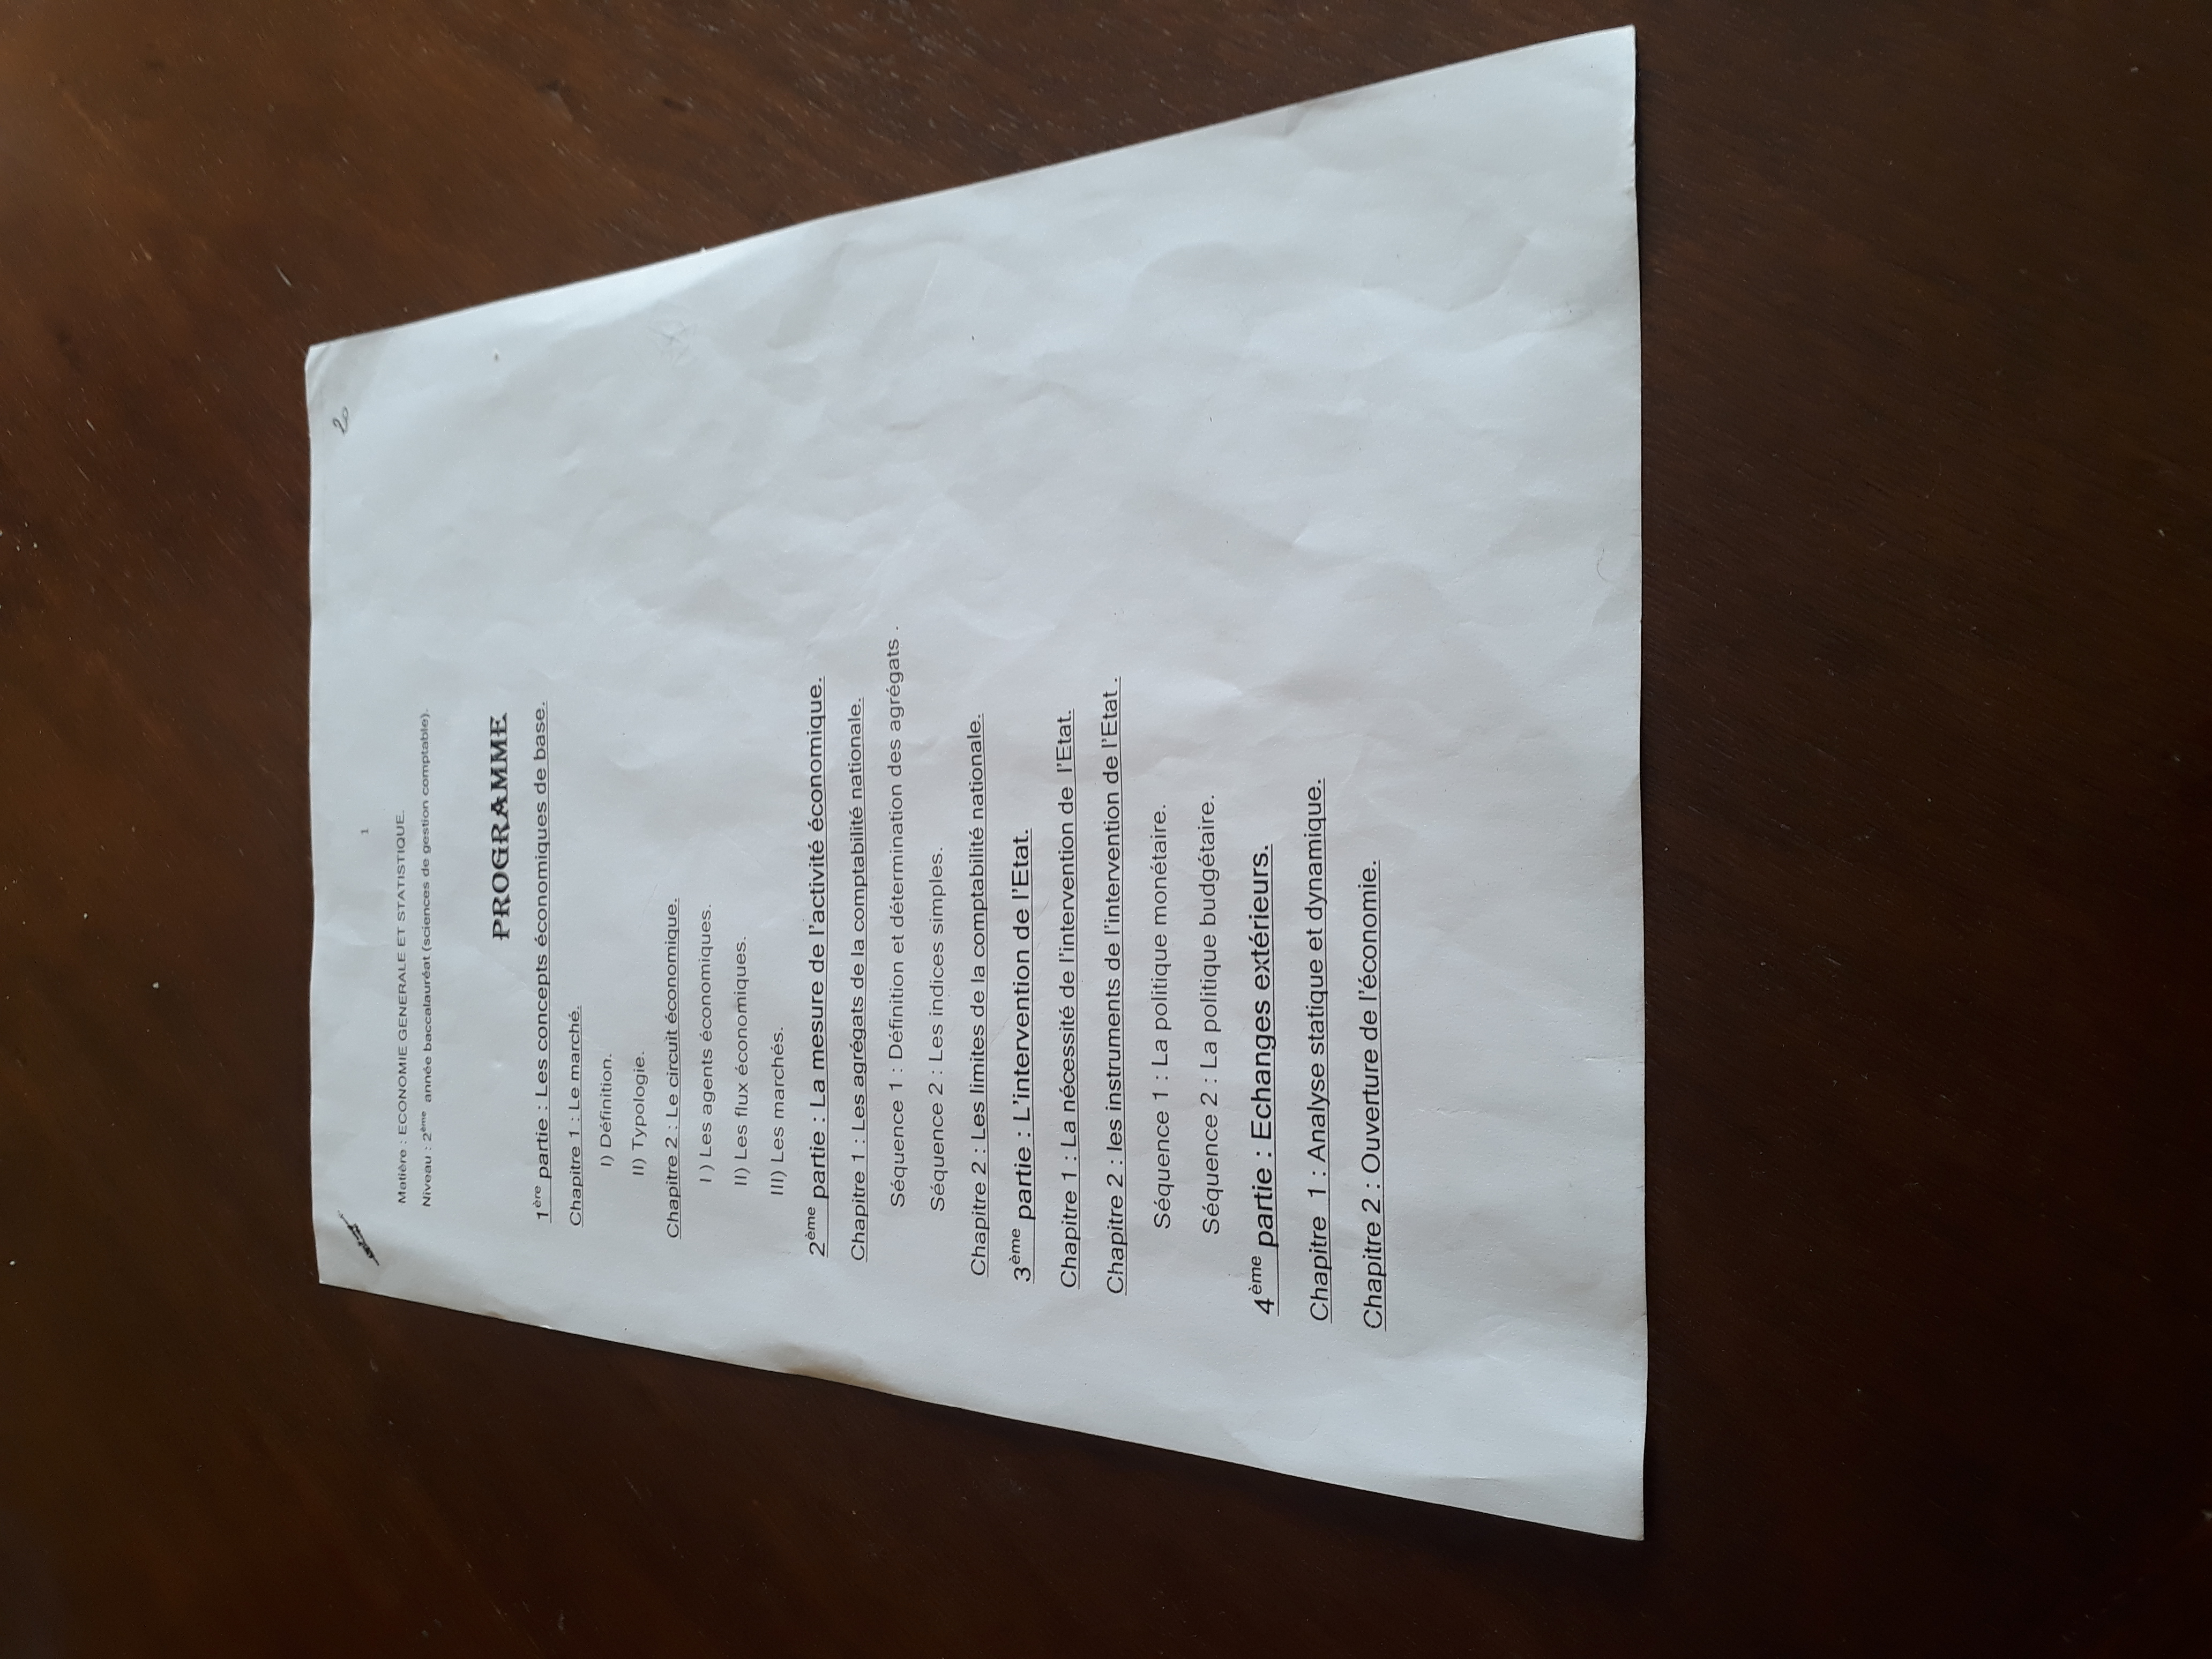 20
1
Matière : ECONOMIE GENERALE ET STATISTIQUE.
Niveau : 2ème année baccalauréat (sciences de gestion comptable).
PROGRAMME
1ère partie : Les concepts économiques de base.
Chapitre 1 : Le marché.
I) Définition.
II) Typologie.
Chapitre 2 : Le circuit économique.
I ) Les agents économiques.
II) Les flux économiques.
III) Les marchés.
2ème partie : La mesure de l'activité économique.
Chapitre 1 : Les agrégats de la comptabilité nationale.
Séquence 1 : Définition et détermination des agrégats .
Séquence 2 : Les indices simples.
Chapitre 2 : Les limites de la comptabilité nationale.
3ème partie : L'intervention de l'Etat.
Chapitre 1 : La nécessité de l'intervention de l'Etat.
Chapitre 2 : les instruments de l'intervention de l'Etat .
Séquence 1 : La politique monétaire.
Séquence 2 : La politique budgétaire.
4ème partie : Echanges extérieurs.
Chapitre 1 : Analyse statique et dynamique.
Chapitre 2 : Ouverture de l'économie.